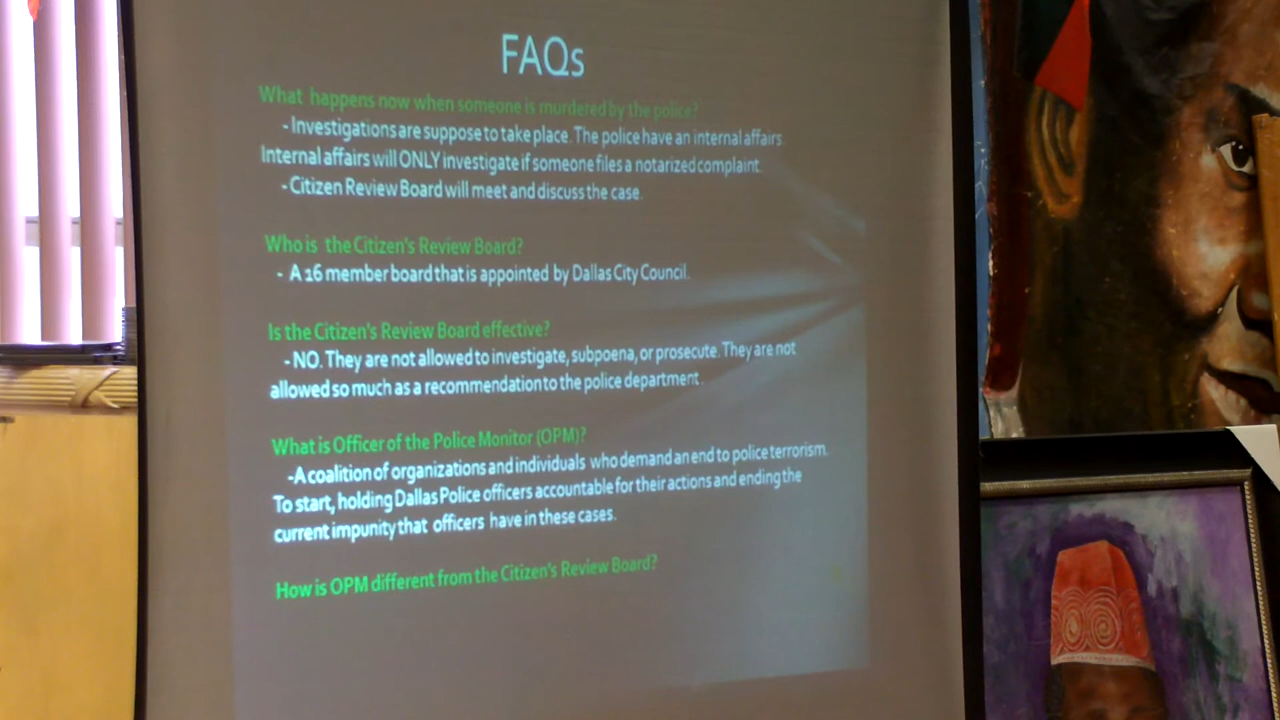 FAQs
What happens now when someone is murdered by the police?
- Investigations are suppose to take place. The police have an internal affairs.
Internal affairs will ONLY investigate if someone files a notarized complaint.
- Citizen Review Board will meet and discuss the case.
Who is the Citizen's Review Board?
- A 16 member board that is appointed by Dallas City Council.
Is the Citizen's Review Board effective?
- NO. They are not allowed to investigate, subpoena, or prosecute. They are not
allowed so much as a recommendation to the police department.
What is Officer of the Police Monitor (OPM)?
-A coalition of organizations and individuals who demand an end to police terrorism.
To start, holding Dallas Police officers accountable for their actions and ending the
current impunity that officers have in these cases.
How is OPM different from the Citizen's Review Board?